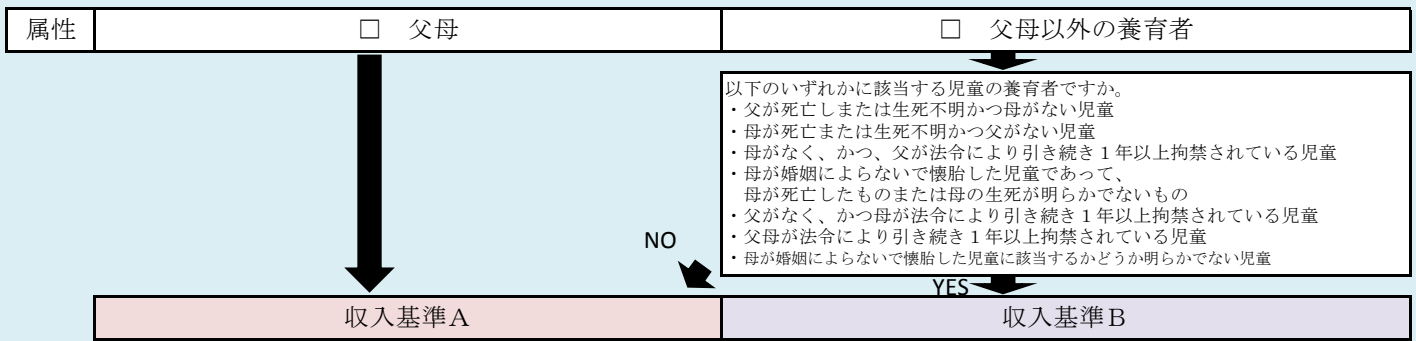 属性 □ 父母 □ 父母以外の養育者
以下のいずれかに該当する児童の養育者ですか。
・父が死亡しまたは生死不明かつ母がない児童
・母が死亡または生死不明かつ父がない児童
・母がなく、かつ、父が法令により引き続き１年以上拘禁されている児童
・母が婚姻によらないで懐胎した児童であって、
母が死亡したものまたは母の生死が明らかでないもの
・父がなく、かつ母が法令により引き続き１年以上拘禁されている児童
・父母が法令により引き続き１年以上拘禁されている児童
・母が婚姻によらないで懐胎した児童に該当するかどうか明らかでない児童
NO
YES
収入基準Ａ 収入基準Ｂ